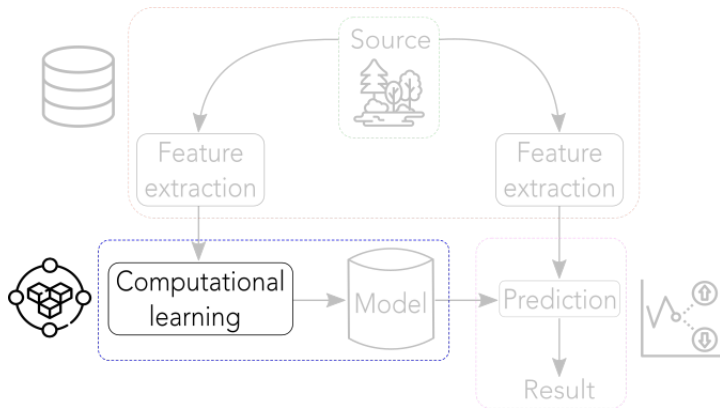 Source
Feature
extraction
Feature
extraction
Computational
learning
Model
Prediction
Result